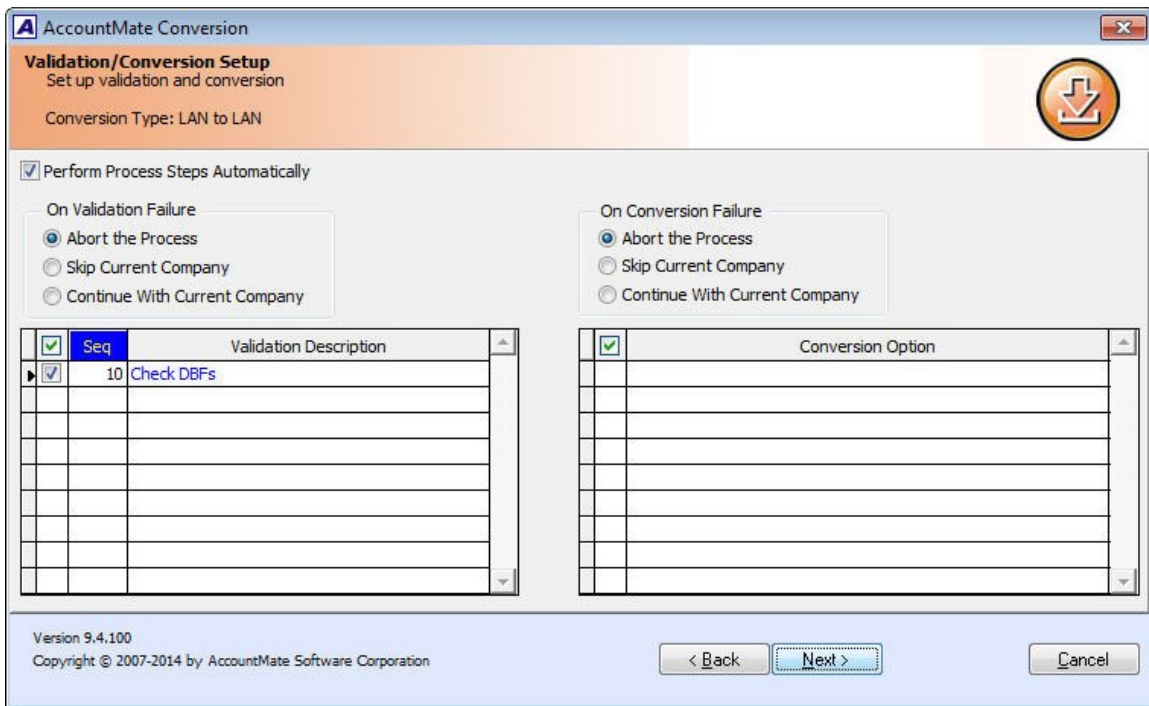 AccountMate Conversion
Validation/Conversion Setup
Set up validation and conversion
Conversion Type: LAN to LAN
Perform Process Steps Automatically
On Validation Failure
Abort the Process
Skip Current Company
Continue With Current Company
On Conversion Failure
Abort the Process
Skip Current Company
Continue With Current Company
Seq Validation Description
10 Check DBFs
Conversion Option
Version 9.4.100
Copyright © 2007-2014 by AccountMate Software Corporation
< Back Next > Cancel